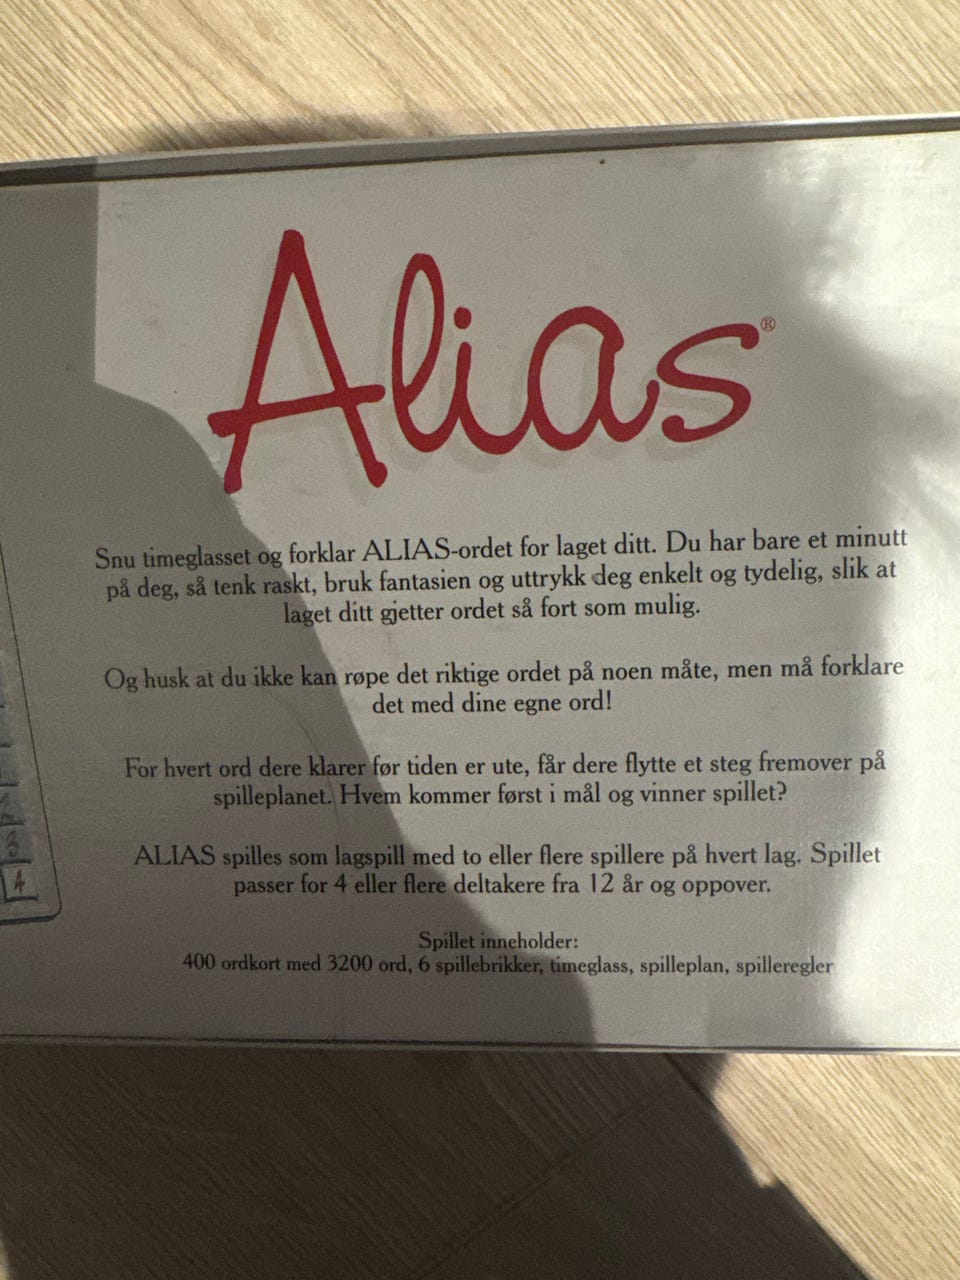 Alias®
Snu timeglasset og forklar ALIAS-ordet for laget ditt. Du har bare et minutt
på deg, så tenk raskt, bruk fantasien og uttrykk deg enkelt og tydelig, slik at
laget ditt gjetter ordet så fort som mulig.
Og husk at du ikke kan røpe det riktige ordet på noen måte, men må forklare
det med dine egne ord!
For hvert ord dere klarer før tiden er ute, får dere flytte et steg fremover på
spilleplanet. Hvem kommer først i mål og vinner spillet?
ALIAS spilles som lagspill med to eller flere spillere på hvert lag. Spillet
passer for 4 eller flere deltakere fra 12 år og oppover.
Spillet inneholder:
400 ordkort med 3200 ord, 6 spillebrikker, timeglass, spilleplan, spilleregler
3
4